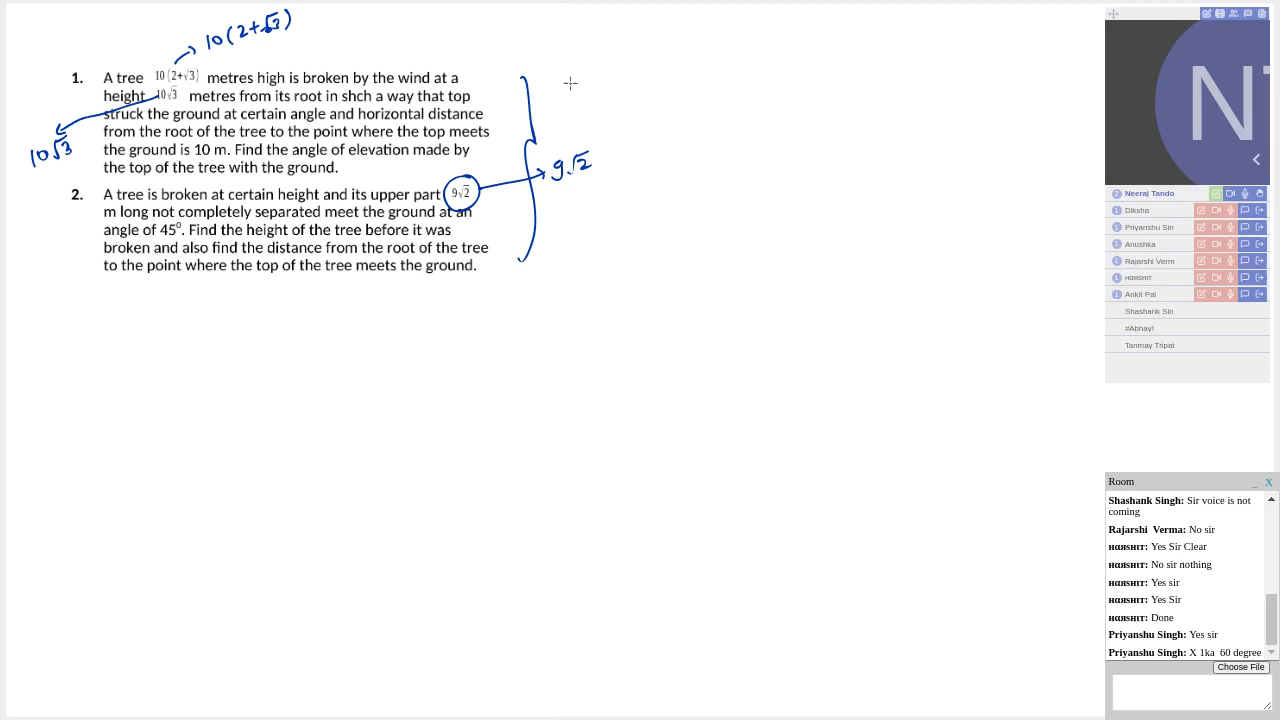 10(2+√3)
1. A tree 10(2+√3) metres high is broken by the wind at a
height 10√3 metres from its root in shch a way that top
struck the ground at certain angle and horizontal distance
from the root of the tree to the point where the top meets
the ground is 10 m. Find the angle of elevation made by
the top of the tree with the ground.
10√3
2. A tree is broken at certain height and its upper part 9√2
m long not completely separated meet the ground at an
angle of 45°. Find the height of the tree before it was
broken and also find the distance from the root of the tree
to the point where the top of the tree meets the ground.
9√2
NT
Neeraj Tando
Diksha
Priyanshu Sin
Anushka
Rajarshi Verm
нαяѕнιт
Ankit Pal
Shashank Sin
#Abhay!
Tanmay Tripat
Room _ X
Shashank Singh: Sir voice is not
coming
Rajarshi Verma: No sir
нαяѕнιт: Yes Sir Clear
нαяѕнιт: No sir nothing
нαяѕнιт: Yes sir
нαяѕнιт: Yes Sir
нαяѕнιт: Done
Priyanshu Singh: Yes sir
Priyanshu Singh: X 1ka 60 degree
Choose File